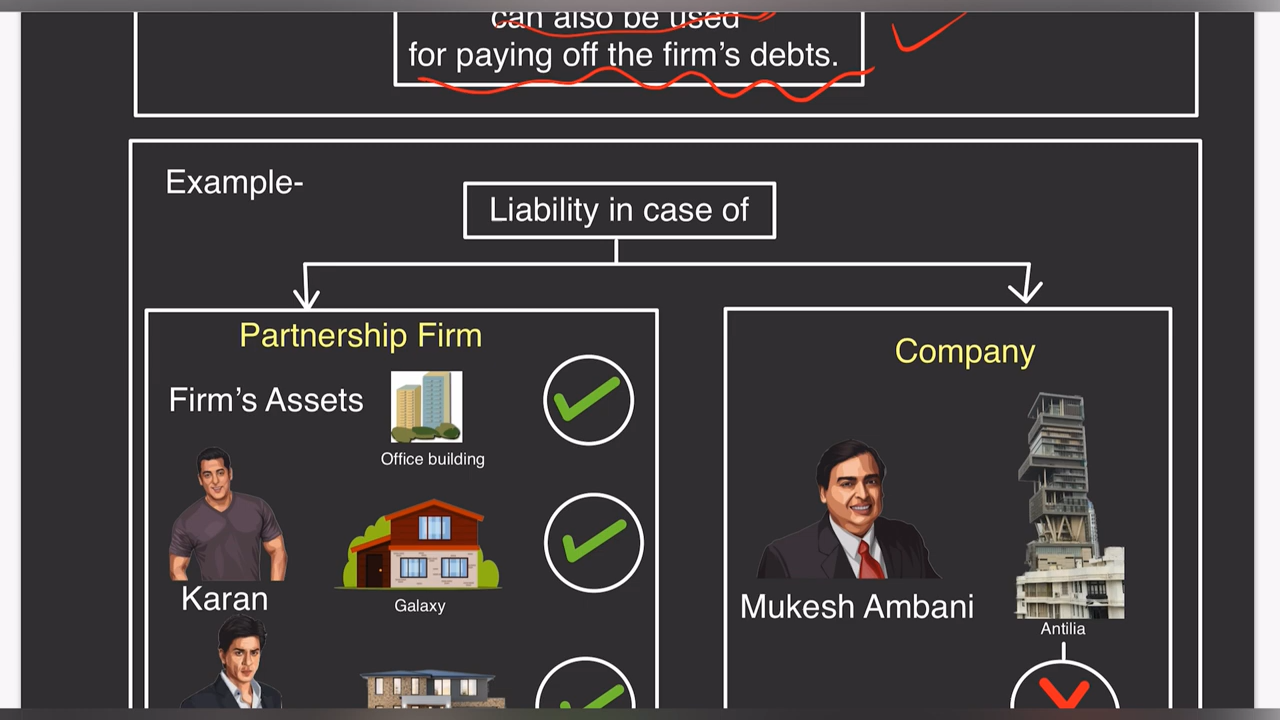 can also be used
for paying off the firm's debts.
Example-
Liability in case of
Partnership Firm
Firm's Assets
Office building
Karan
Galaxy
Company
Mukesh Ambani
Antilia